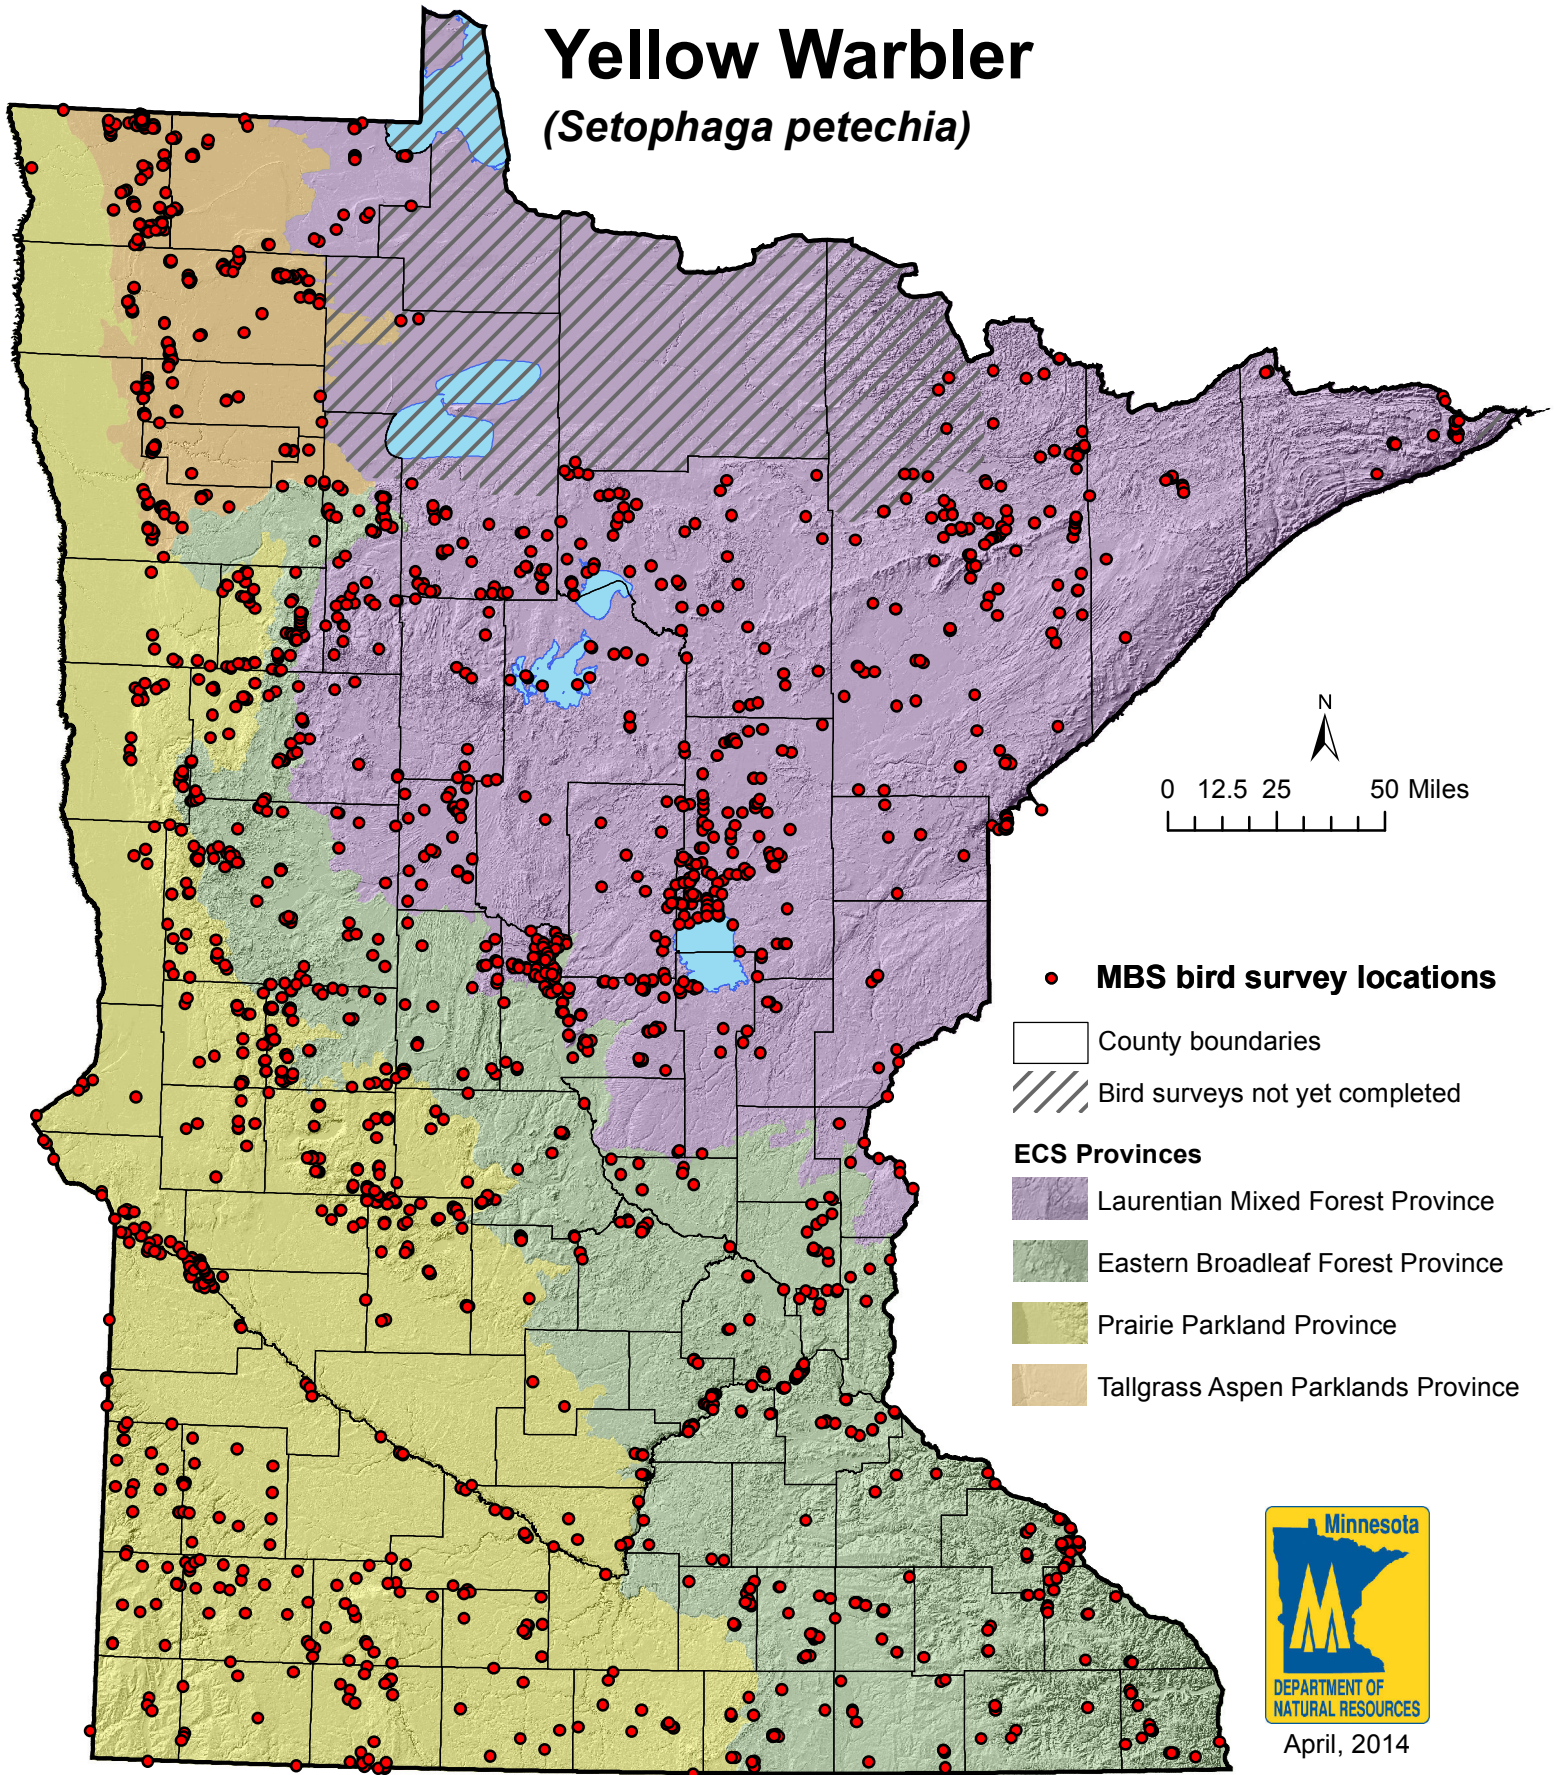 Yellow Warbler
(Setophaga petechia)
N
0 12.5 25 50 Miles
MBS bird survey locations
County boundaries
Bird surveys not yet completed
ECS Provinces
Laurentian Mixed Forest Province
Eastern Broadleaf Forest Province
Prairie Parkland Province
Tallgrass Aspen Parklands Province
Minnesota
DEPARTMENT OF
NATURAL RESOURCES
April, 2014